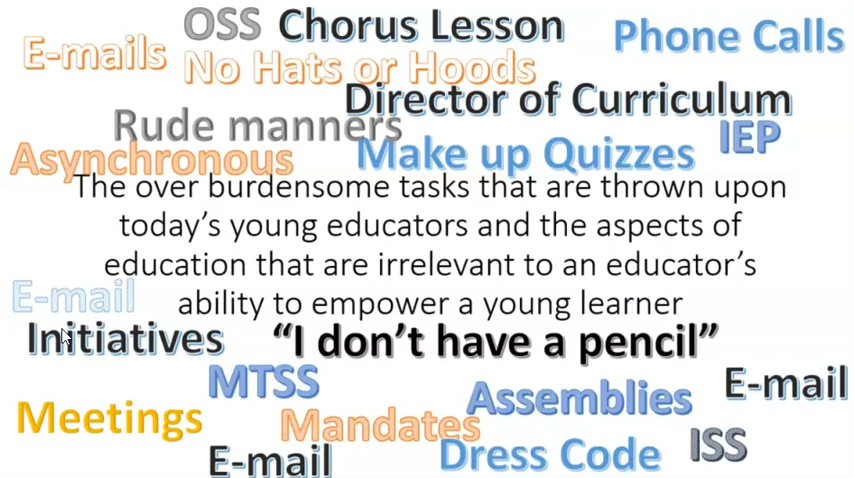 OSS Chorus Lesson
Phone Calls
E-mails
No Hats or Hoods
Director of Curriculum
Rude manners
IEP
Asynchronous
Make up Quizzes
The over burdensome tasks that are thrown upon
today’s young educators and the aspects of
education that are irrelevant to an educator’s
E-mail
ability to empower a young learner
Initiatives
“I don’t have a pencil”
MTSS
Assemblies
E-mail
Meetings
Mandates
E-mail
Dress Code
ISS